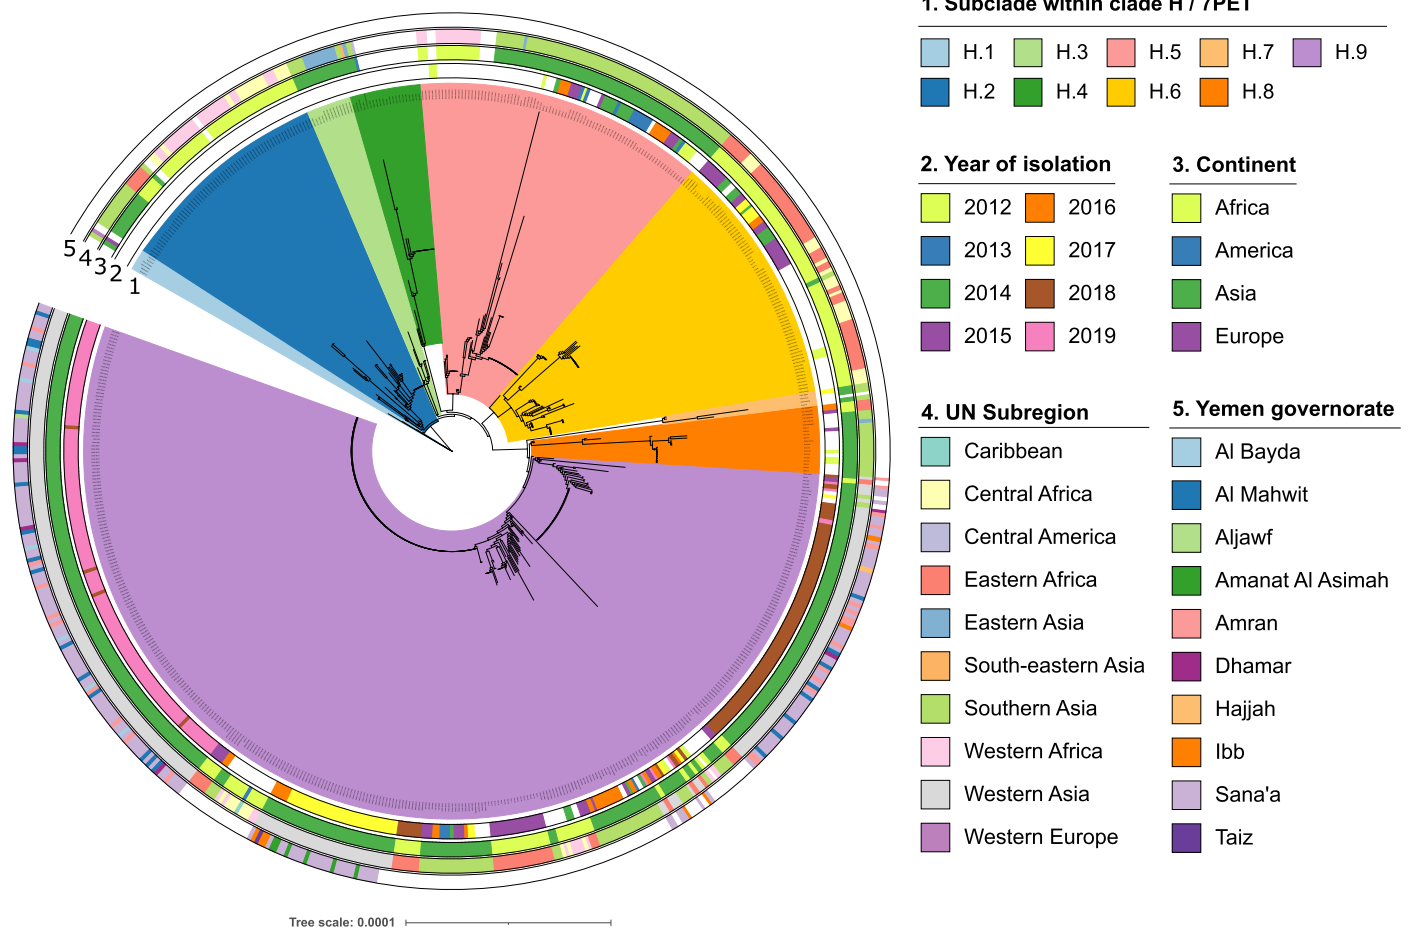 1. Subclade within clade H / 7PET
H.1 H.3 H.5 H.7 H.9
H.2 H.4 H.6 H.8
2. Year of isolation
2012 2016
2013 2017
2014 2018
2015 2019
3. Continent
Africa
America
Asia
Europe
4. UN Subregion
Caribbean
Central Africa
Central America
Eastern Africa
Eastern Asia
South-eastern Asia
Southern Asia
Western Africa
Western Asia
Western Europe
5. Yemen governorate
Al Bayda
Al Mahwit
Aljawf
Amanat Al Asimah
Amran
Dhamar
Hajjah
Ibb
Sana'a
Taiz
5 4 3 2 1
Tree scale: 0.0001